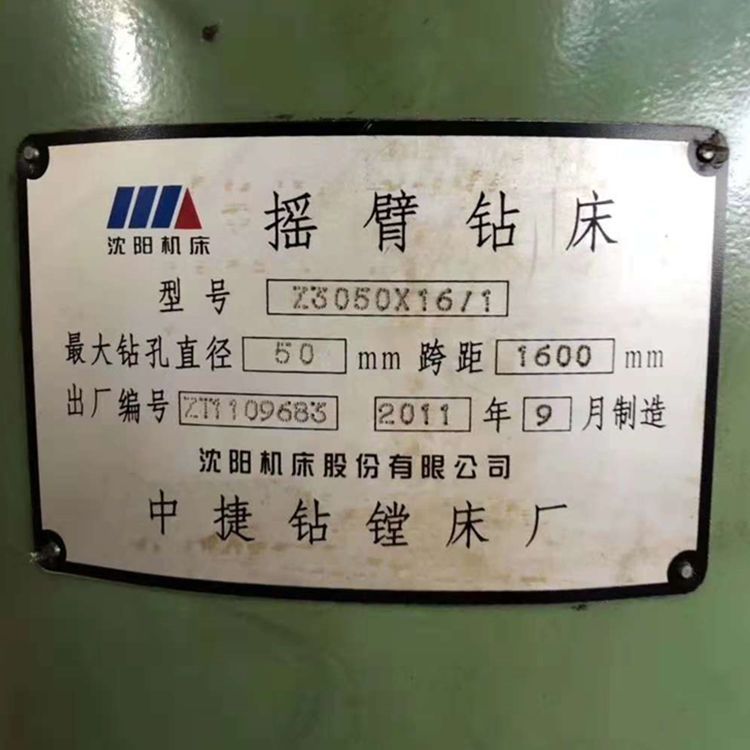 沈阳机床 摇臂钻床
型号 Z3050X16/1
最大钻孔直径 50 mm 跨距 1600 mm
出厂编号 ZT1109683 2011 年 9 月制造
沈阳机床股份有限公司
中捷钻镗床厂